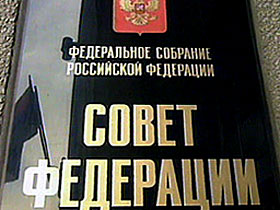 ФЕДЕРАЛЬНОЕ СОБРАНИЕ
РОССИЙСКОЙ ФЕДЕРАЦИИ
СОВЕТ
ФЕДЕРАЦИИ